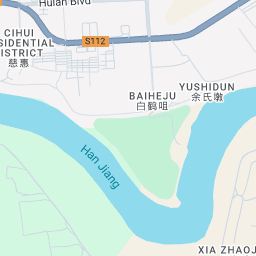 Hulan Blvd
CIHUI
RESIDENTIAL
DISTRICT
慈惠
S112
BAIHEJU
白鹤咀
YUSHIDUN
余氏墩
Han Jiang
XIA ZHAOJ